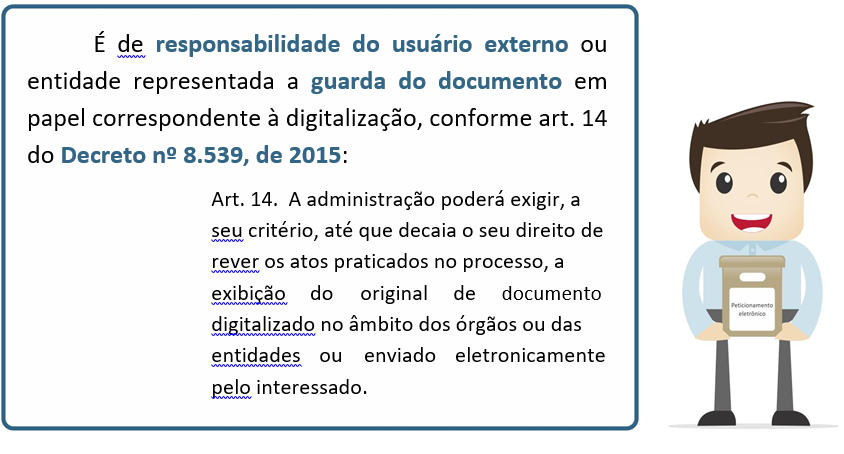 É de responsabilidade do usuário externo ou
entidade representada a guarda do documento em
papel correspondente à digitalização, conforme art. 14
do Decreto nº 8.539, de 2015:
Art. 14. A administração poderá exigir, a
seu critério, até que decaia o seu direito de
rever os atos praticados no processo, a
exibição do original de documento
digitalizado no âmbito dos órgãos ou das
entidades ou enviado eletronicamente
pelo interessado.
Peticionamento
eletrônico